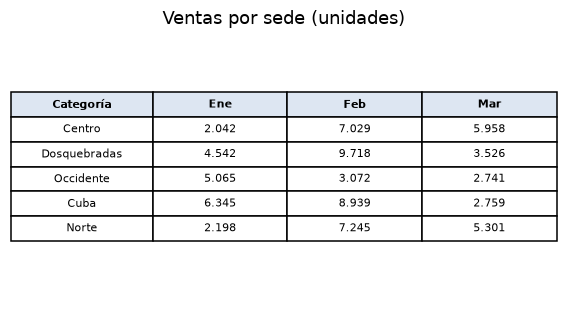 Ventas por sede (unidades)
Categoría Ene Feb Mar
Centro 2.042 7.029 5.958
Dosquebradas 4.542 9.718 3.526
Occidente 5.065 3.072 2.741
Cuba 6.345 8.939 2.759
Norte 2.198 7.245 5.301